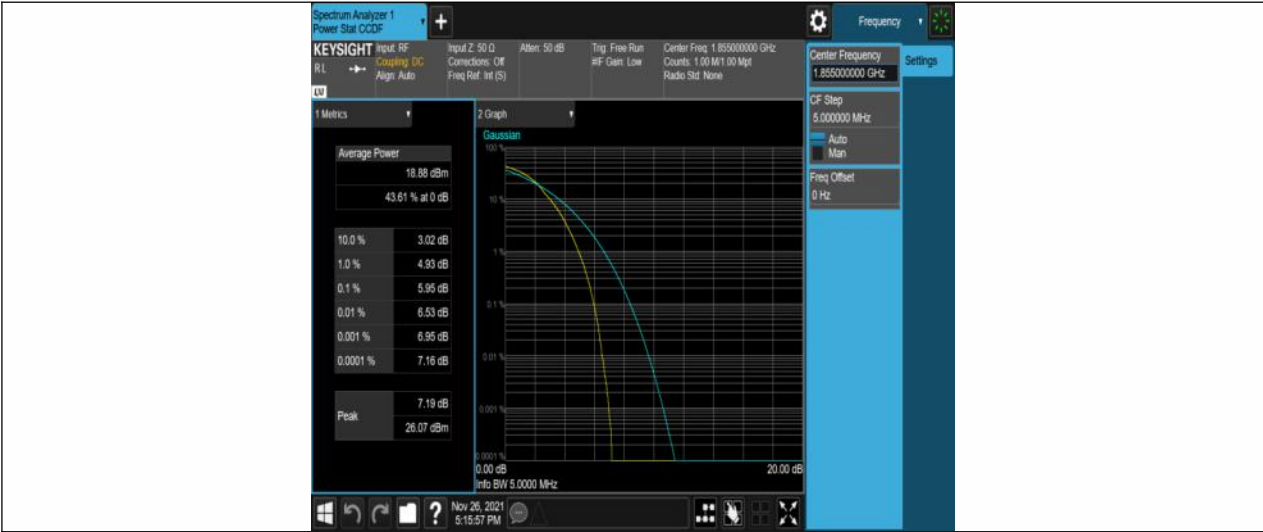 Spectrum Analyzer 1
Power Stat CCDF
+
Frequency
KEYSIGHT
RL
LV
Input: RF
Coupling: DC
Align: Auto
Input Z: 50 Ω
Corrections: Off
Freq Ref: Int (S)
Atten: 50 dB
Trig: Free Run
#IF Gain: Low
Center Freq: 1.855000000 GHz
Counts: 1.00 M/1.00 Mpt
Radio Std: None
Center Frequency
1.855000000 GHz
Settings
CF Step
5.000000 MHz
Auto
Man
Freq Offset
0 Hz
1 Metrics
Average Power
18.88 dBm
43.61 % at 0 dB
10.0 % 3.02 dB
1.0 % 4.93 dB
0.1 % 5.95 dB
0.01 % 6.53 dB
0.001 % 6.95 dB
0.0001 % 7.16 dB
Peak
7.19 dB
26.07 dBm
2 Graph
Gaussian
100 %
10 %
1 %
0.1 %
0.01 %
0.001 %
0.0001 %
0.00 dB 20.00 dB
Info BW 5.0000 MHz
?
Nov 26, 2021
5:15:57 PM